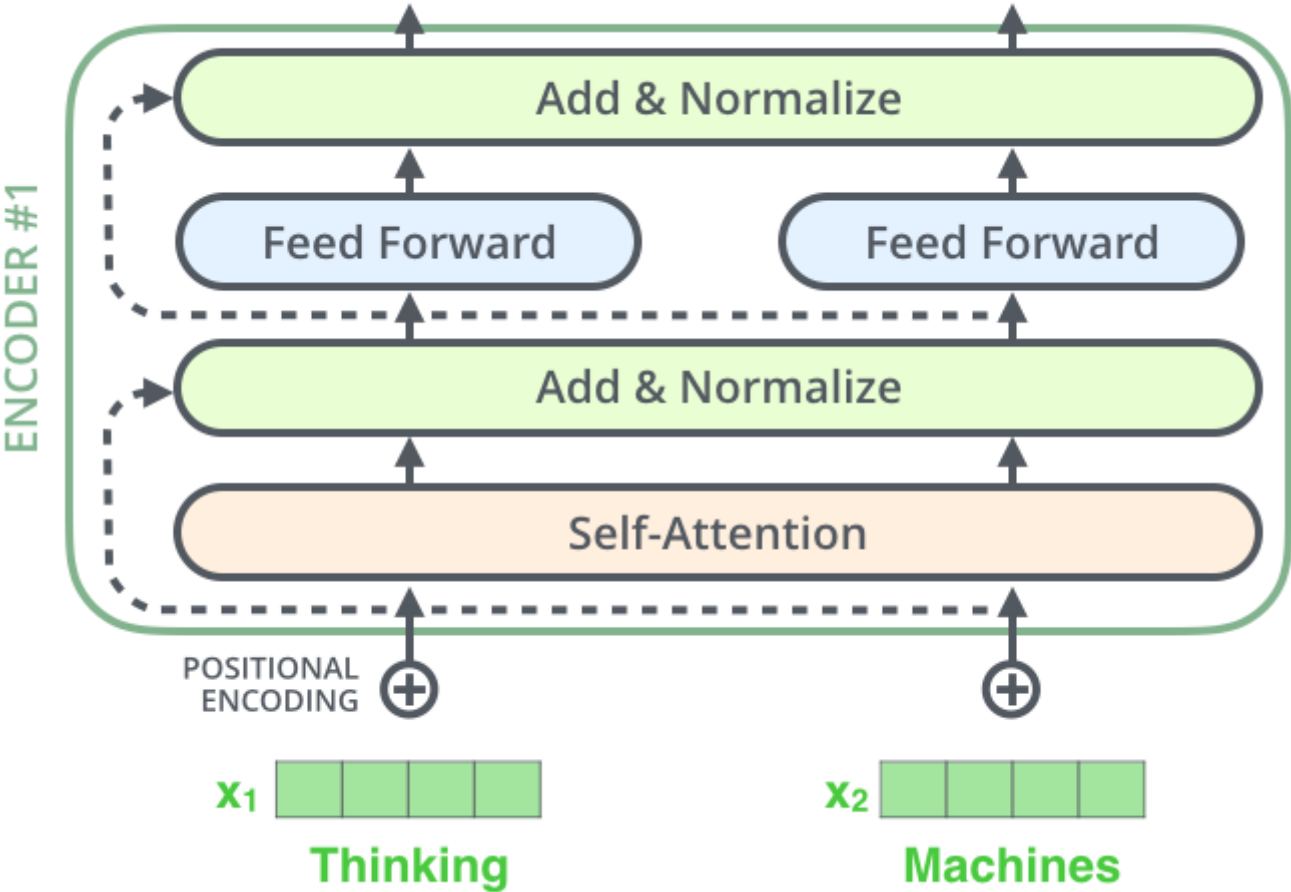 ENCODER #1
Add & Normalize
Feed Forward
Feed Forward
Add & Normalize
Self-Attention
POSITIONAL
ENCODING
x₁
x₂
Thinking
Machines